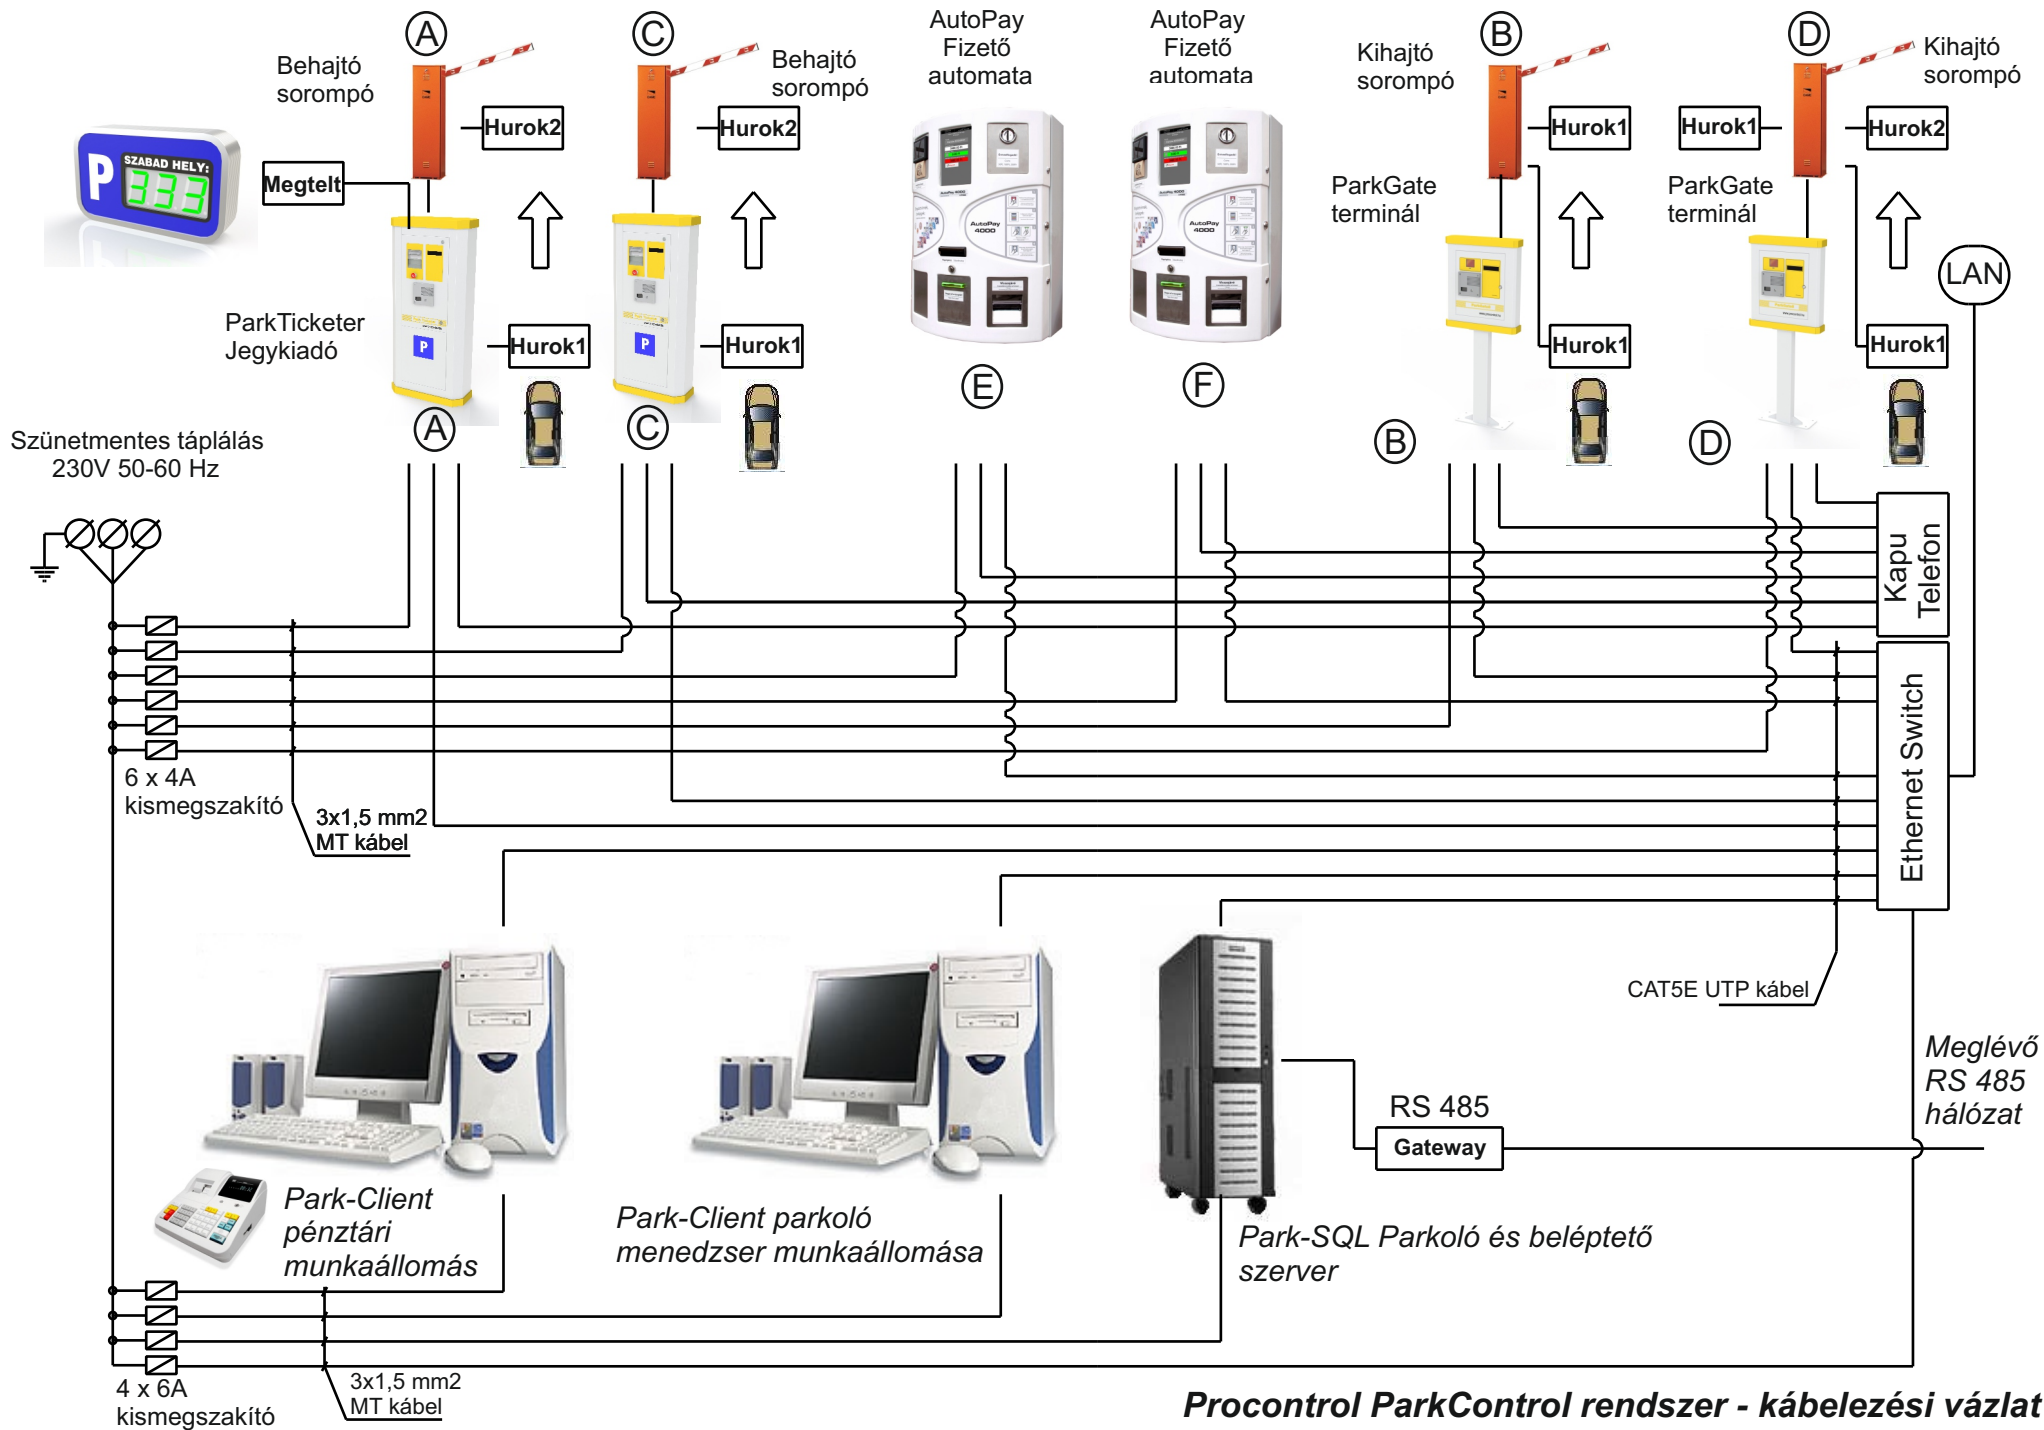 A
C
AutoPay
Fizető
automata
AutoPay
Fizető
automata
B
D
Behajtó
sorompó
Behajtó
sorompó
Kihajtó
sorompó
Kihajtó
sorompó
Hurok2
Hurok2
Hurok1
Hurok1
Hurok2
P
SZABAD HELY:
333
Megtelt
ParkGate
terminál
ParkGate
terminál
AutoPay
4000
AutoPay
4000
LAN
ParkTicketer
Jegykiadó
P
P
Hurok1
Hurok1
Hurok1
Hurok1
A
C
E
F
B
D
Szünetmentes táplálás
230V 50-60 Hz
Kapu
Telefon
Ethernet Switch
6 x 4A
kismegszakító
3x1,5 mm2
MT kábel
CAT5E UTP kábel
Meglévő
RS 485
hálózat
RS 485
Gateway
Park-Client
pénztári
munkaállomás
Park-Client parkoló
menedzser munkaállomása
Park-SQL Parkoló és beléptető
szerver
4 x 6A
kismegszakító
3x1,5 mm2
MT kábel
Procontrol ParkControl rendszer - kábelezési vázlat